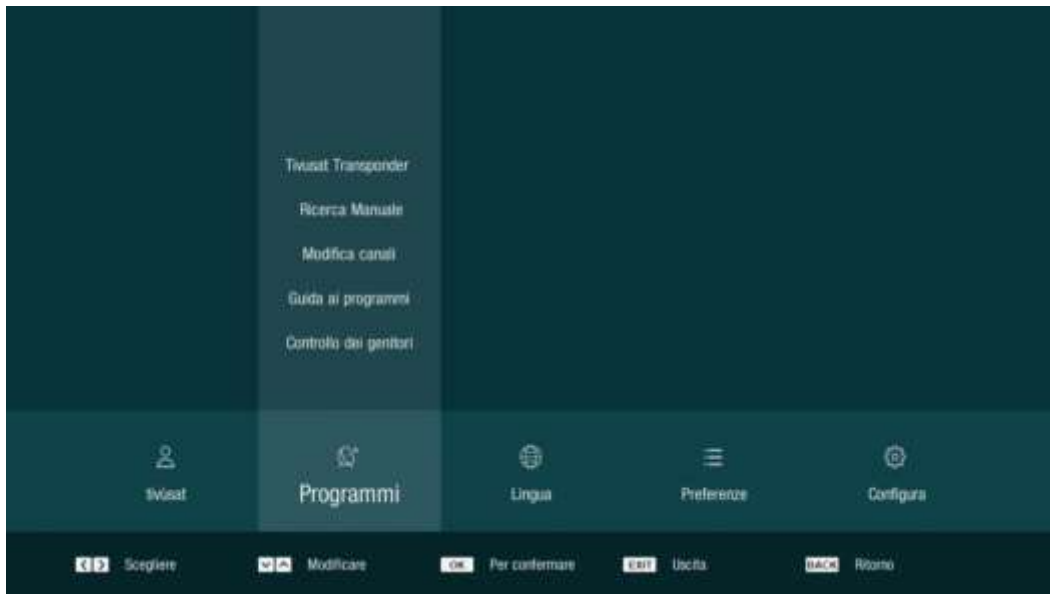 Tivusat Transponder
Ricerca Manuale
Modifica canali
Guida ai programmi
Controllo dei genitori
tivùsat
Programmi
Lingua
Preferenze
Configura
Scegliere
Modificare
OK
Per confermare
EXIT
Uscita
BACK
Ritorno